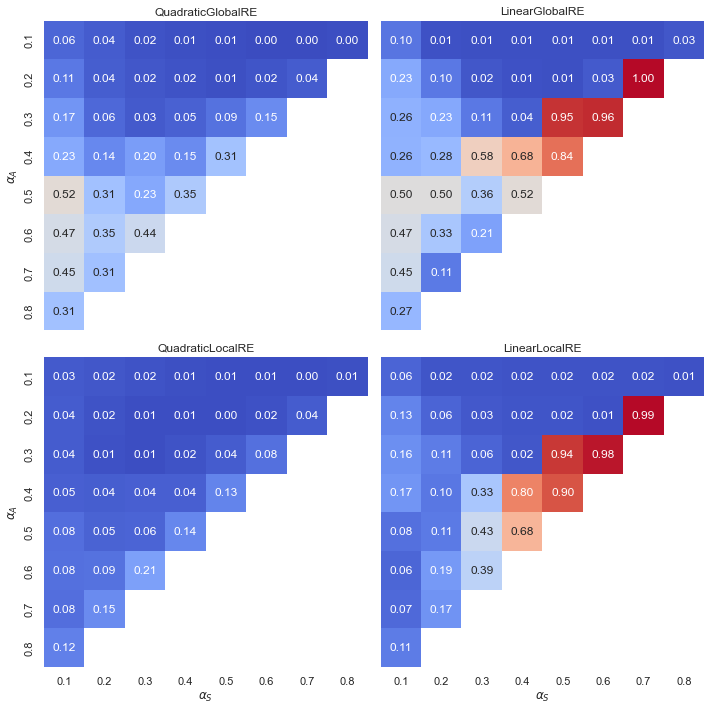 QuadraticGlobalRE
0.1 0.06 0.04 0.02 0.01 0.01 0.00 0.00 0.00
0.2 0.11 0.04 0.02 0.02 0.01 0.02 0.04
0.3 0.17 0.06 0.03 0.05 0.09 0.15
0.4 0.23 0.14 0.20 0.15 0.31
0.5 0.52 0.31 0.23 0.35
0.6 0.47 0.35 0.44
0.7 0.45 0.31
0.8 0.31
α_A
LinearGlobalRE
0.10 0.01 0.01 0.01 0.01 0.01 0.01 0.03
0.23 0.10 0.02 0.01 0.01 0.03 1.00
0.26 0.23 0.11 0.04 0.95 0.96
0.26 0.28 0.58 0.68 0.84
0.50 0.50 0.36 0.52
0.47 0.33 0.21
0.45 0.11
0.27
QuadraticLocalRE
0.1 0.03 0.02 0.02 0.01 0.01 0.01 0.00 0.01
0.2 0.04 0.02 0.01 0.01 0.00 0.02 0.04
0.3 0.04 0.01 0.01 0.02 0.04 0.08
0.4 0.05 0.04 0.04 0.04 0.13
0.5 0.08 0.05 0.06 0.14
0.6 0.08 0.09 0.21
0.7 0.08 0.15
0.8 0.12
α_A
0.1 0.2 0.3 0.4 0.5 0.6 0.7 0.8
α_S
LinearLocalRE
0.06 0.02 0.02 0.02 0.02 0.02 0.02 0.01
0.13 0.06 0.03 0.02 0.02 0.01 0.99
0.16 0.11 0.06 0.02 0.94 0.98
0.17 0.10 0.33 0.80 0.90
0.08 0.11 0.43 0.68
0.06 0.19 0.39
0.07 0.17
0.11
0.1 0.2 0.3 0.4 0.5 0.6 0.7 0.8
α_S